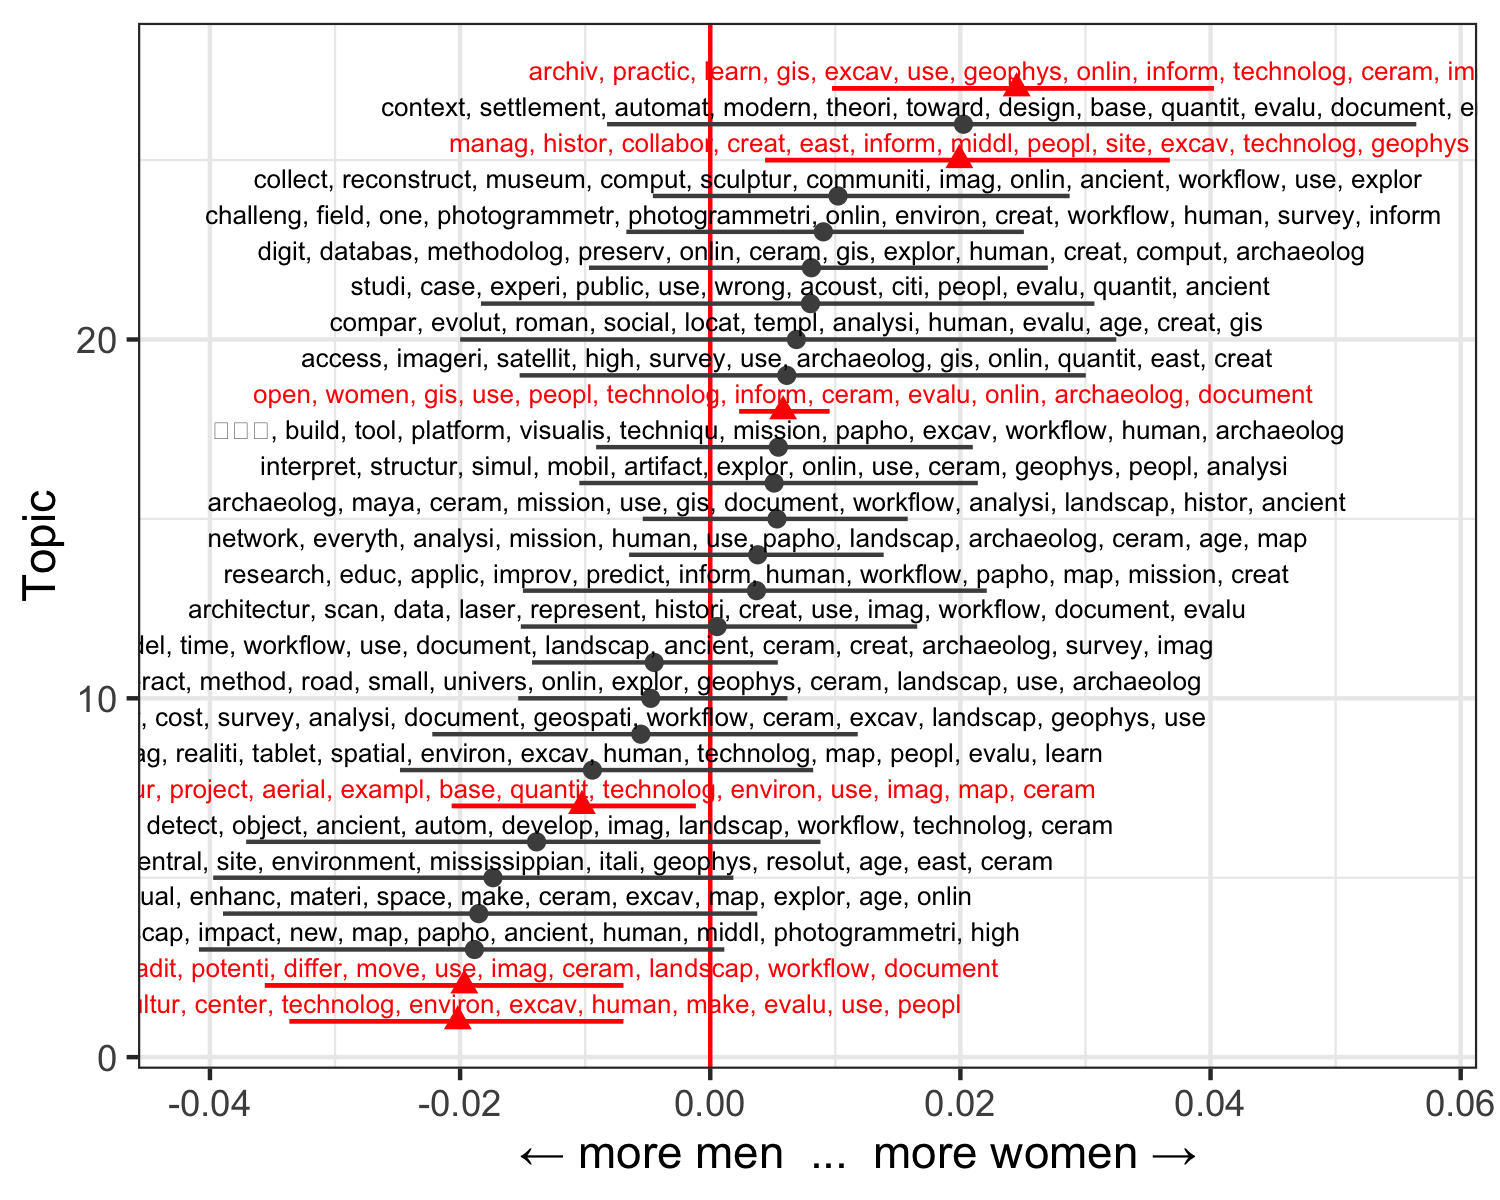 archiv, practic, learn, gis, excav, use, geophys, onlin, inform, technolog, ceram, im
context, settlement, automat, modern, theori, toward, design, base, quantit, evalu, document, e
manag, histor, collabor, creat, east, inform, middl, peopl, site, excav, technolog, geophys
collect, reconstruct, museum, comput, sculptur, communiti, imag, onlin, ancient, workflow, use, explor
challeng, field, one, photogrammetr, photogrammetri, onlin, environ, creat, workflow, human, survey, inform
digit, databas, methodolog, preserv, onlin, ceram, gis, explor, human, creat, comput, archaeolog
studi, case, experi, public, use, wrong, acoust, citi, peopl, evalu, quantit, ancient
compar, evolut, roman, social, locat, templ, analysi, human, evalu, age, creat, gis
20
access, imageri, satellit, high, survey, use, archaeolog, gis, onlin, quantit, east, creat
open, women, gis, use, peopl, technolog, inform, ceram, evalu, onlin, archaeolog, document
□□□, build, tool, platform, visualis, techniqu, mission, papho, excav, workflow, human, archaeolog
interpret, structur, simul, mobil, artifact, explor, onlin, use, ceram, geophys, peopl, analysi
archaeolog, maya, ceram, mission, use, gis, document, workflow, analysi, landscap, histor, ancient
Topic
network, everyth, analysi, mission, human, use, papho, landscap, archaeolog, ceram, age, map
research, educ, applic, improv, predict, inform, human, workflow, papho, map, mission, creat
architectur, scan, data, laser, represent, histori, creat, use, imag, workflow, document, evalu
del, time, workflow, use, document, landscap, ancient, ceram, creat, archaeolog, survey, imag
ract, method, road, small, univers, onlin, explor, geophys, ceram, landscap, use, archaeolog
10
, cost, survey, analysi, document, geospati, workflow, ceram, excav, landscap, geophys, use
ag, realiti, tablet, spatial, environ, excav, human, technolog, map, peopl, evalu, learn
ur, project, aerial, exampl, base, quantit, technolog, environ, use, imag, map, ceram
detect, object, ancient, autom, develop, imag, landscap, workflow, technolog, ceram
entral, site, environment, mississippian, itali, geophys, resolut, age, east, ceram
ual, enhanc, materi, space, make, ceram, excav, map, explor, age, onlin
cap, impact, new, map, papho, ancient, human, middl, photogrammetri, high
adit, potenti, differ, move, use, imag, ceram, landscap, workflow, document
ltur, center, technolog, environ, excav, human, make, evalu, use, peopl
0
-0.04 -0.02 0.00 0.02 0.04 0.06
← more men ... more women →